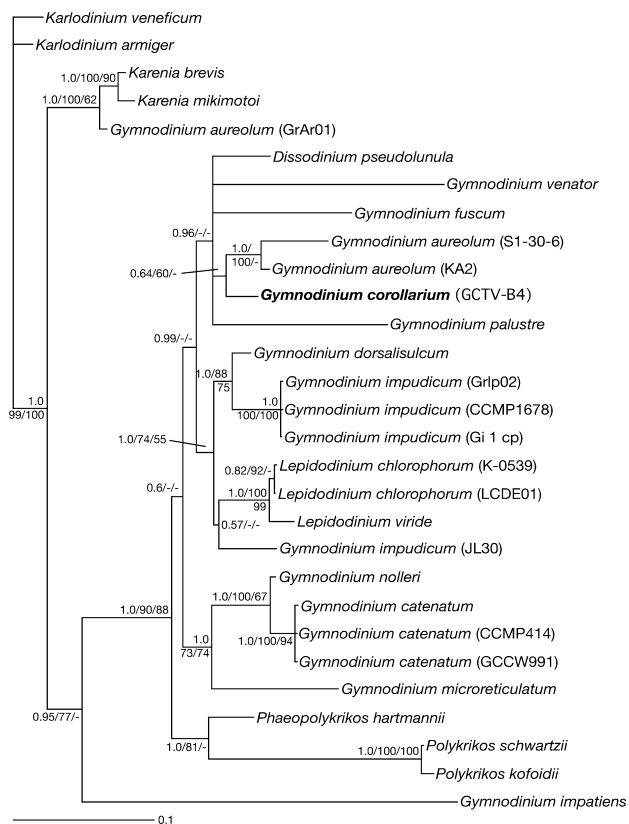 Karlodinium veneficum
Karlodinium armiger
Karenia brevis
1.0/100/90
Karenia mikimotoi
1.0/100/62
Gymnodinium aureolum (GrAr01)
Dissodinium pseudolunula
Gymnodinium venator
Gymnodinium fuscum
0.96/-/-
Gymnodinium aureolum (S1-30-6)
1.0/
100/-
Gymnodinium aureolum (KA2)
0.64/60/-
Gymnodinium corollarium (GCTV-B4)
Gymnodinium palustre
0.99/-/-
Gymnodinium dorsalisulcum
1.0/88
75
Gymnodinium impudicum (GrIp02)
1.0
100/100
Gymnodinium impudicum (CCMP1678)
99/100
1.0
Gymnodinium impudicum (Gi 1 cp)
1.0/74/55
Lepidodinium chlorophorum (K-0539)
0.82/92/-
Lepidodinium chlorophorum (LCDE01)
0.6/-/-
1.0/100
99
Lepidodinium viride
0.57/-/-
Gymnodinium impudicum (JL30)
Gymnodinium nolleri
1.0/100/67
Gymnodinium catenatum
1.0/90/88
Gymnodinium catenatum (CCMP414)
1.0
73/74
1.0/100/94
Gymnodinium catenatum (GCCW991)
Gymnodinium microreticulatum
0.95/77/-
Phaeopolykrikos hartmannii
1.0/81/-
Polykrikos schwartzii
1.0/100/100
Polykrikos kofoidii
Gymnodinium impatiens
0.1